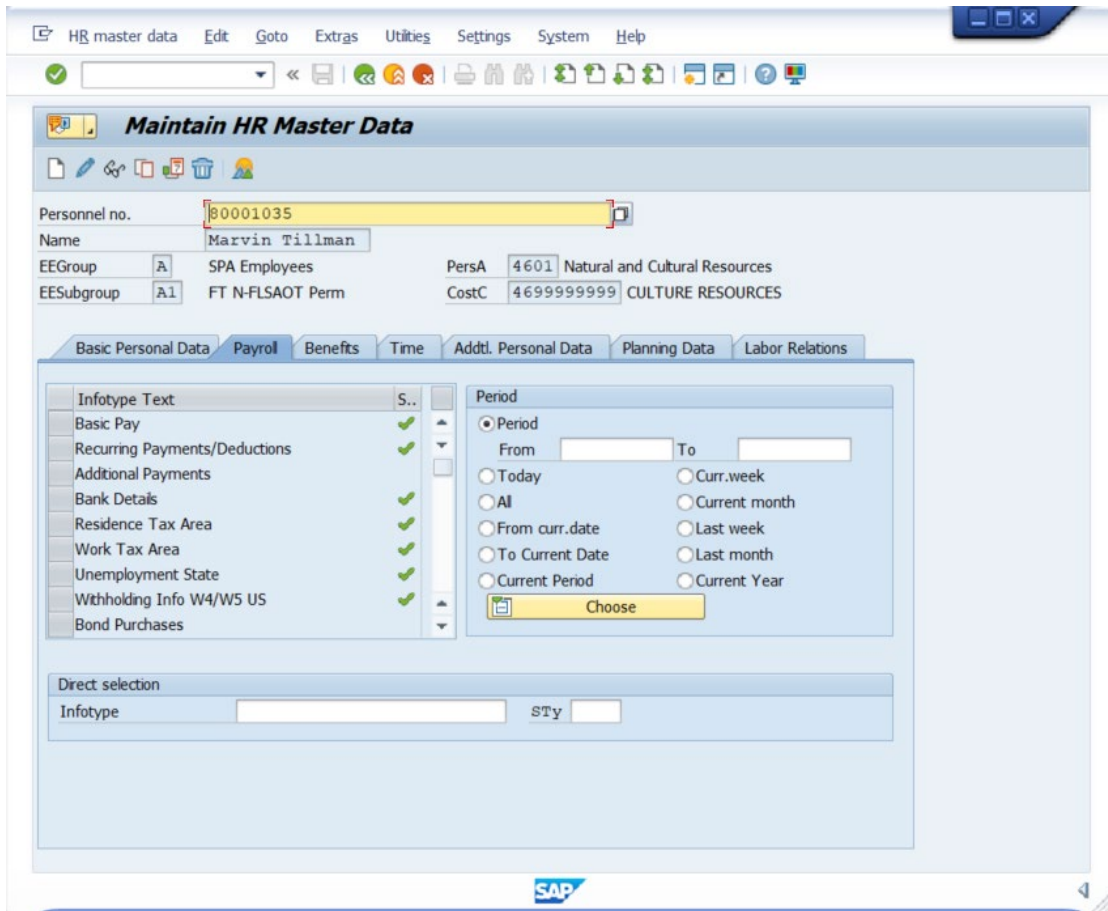 HR master data Edit Goto Extras Utilities Settings System Help
Maintain HR Master Data
Personnel no. 80001035
Name Marvin Tillman
EEGroup A SPA Employees PersA 4601 Natural and Cultural Resources
EESubgroup A1 FT N-FLSAOT Perm CostC 4699999999 CULTURE RESOURCES
Basic Personal Data Payroll Benefits Time Addtl. Personal Data Planning Data Labor Relations
Infotype Text S..
Basic Pay
Recurring Payments/Deductions
Additional Payments
Bank Details
Residence Tax Area
Work Tax Area
Unemployment State
Withholding Info W4/W5 US
Bond Purchases
Period
Period
From To
Today Curr.week
All Current month
From curr.date Last week
To Current Date Last month
Current Period Current Year
Choose
Direct selection
Infotype STy
SAP